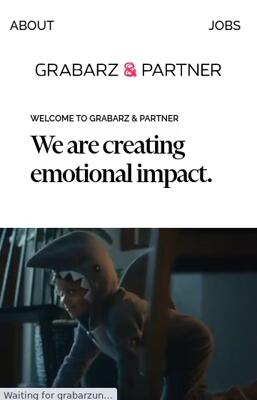 ABOUT JOBS
GRABARZ & PARTNER
WELCOME TO GRABARZ & PARTNER
We are creating
emotional impact.
Waiting for grabarzun...